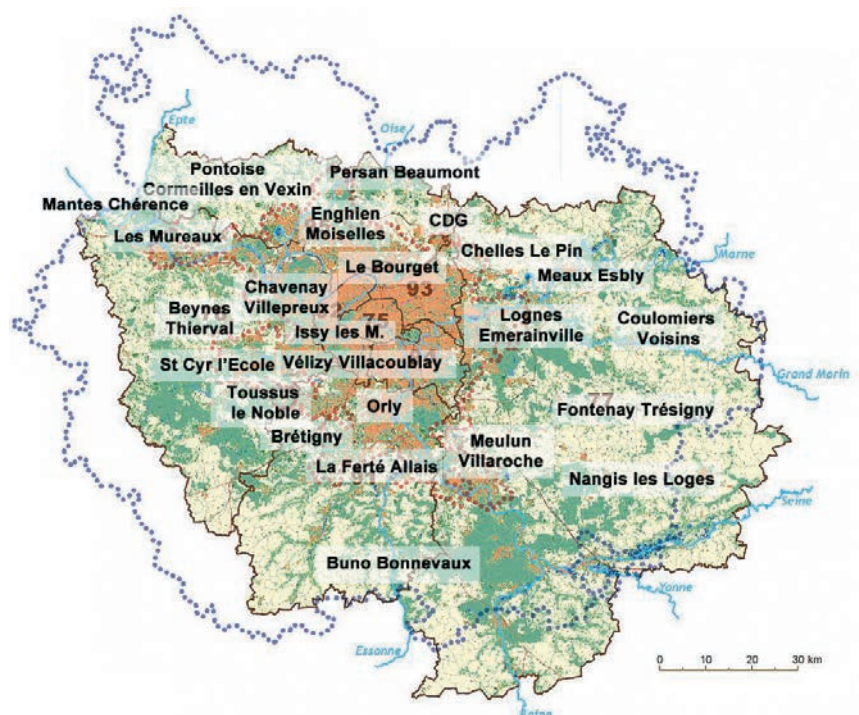 Epte
Oise
Pontoise
Cormeilles en Vexin
Persan Beaumont
Mantes Chérence
Enghien
Moiselles
CDG
Les Mureaux
Chelles Le Pin
Marne
Le Bourget
Meaux Esbly
93
Chavenay
Villepreux
Beynes
Thierval
75
Issy les M.
Lognes
Emerainville
Coulomiers
Voisins
St Cyr l'Ecole
Vélizy Villacoublay
Grand Morin
Toussus
le Noble
Orly
77
Fontenay Trésigny
Brétigny
Meulun
Villaroche
La Ferté Allais
Nangis les Loges
Seine
Buno Bonnevaux
Yonne
Essonne
0 10 20 30 km